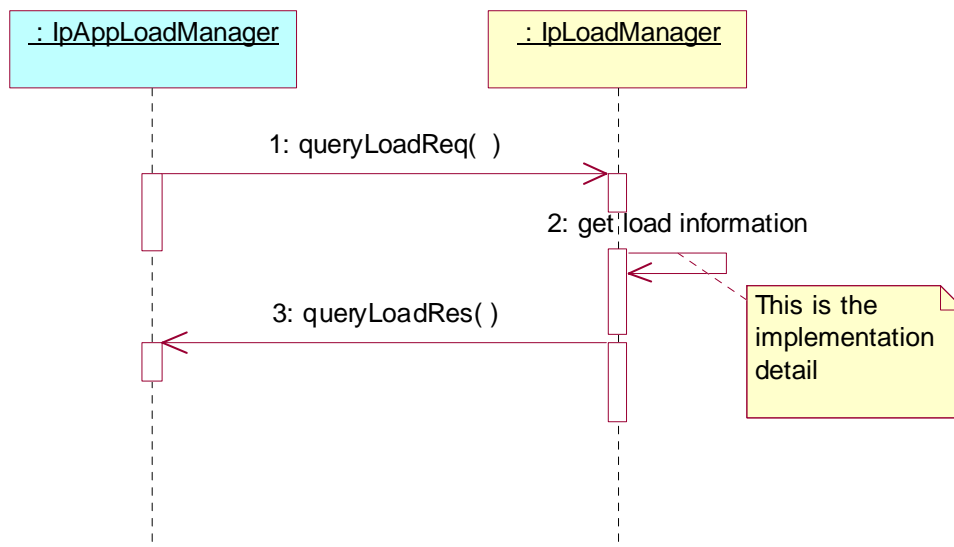 : IpAppLoadManager
: IpLoadManager
1: queryLoadReq( )
2: get load information
3: queryLoadRes( )
This is the
implementation
detail